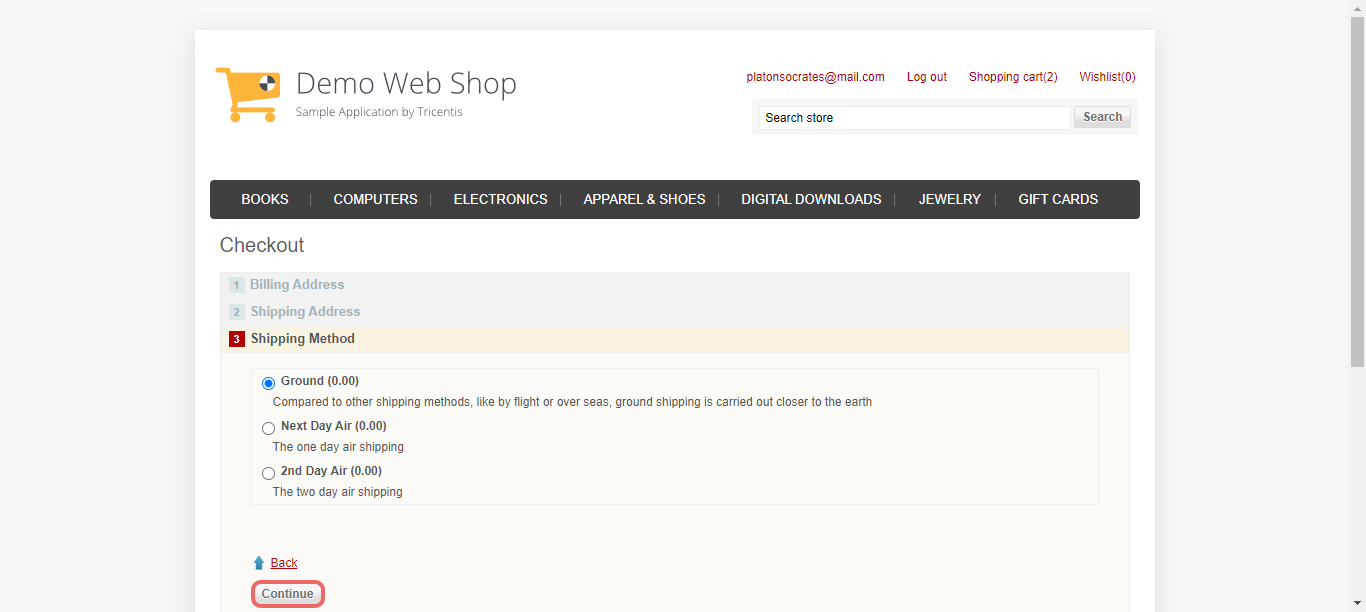 Demo Web Shop
Sample Application by Tricentis
platonsocrates@mail.com Log out Shopping cart(2) Wishlist(0)
Search store Search
BOOKS COMPUTERS ELECTRONICS APPAREL & SHOES DIGITAL DOWNLOADS JEWELRY GIFT CARDS
Checkout
1 Billing Address
2 Shipping Address
3 Shipping Method
Ground (0.00)
Compared to other shipping methods, like by flight or over seas, ground shipping is carried out closer to the earth
Next Day Air (0.00)
The one day air shipping
2nd Day Air (0.00)
The two day air shipping
Back
Continue